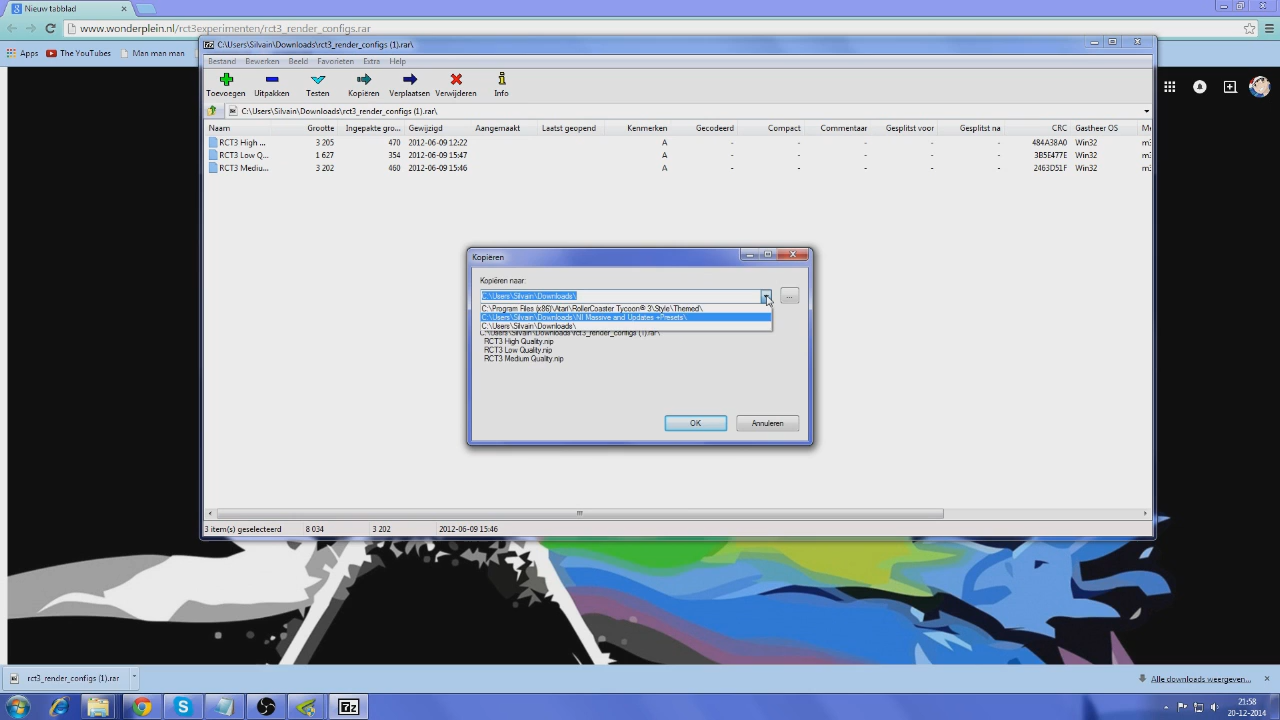 Nieuw tabblad
www.wonderplein.nl/rct3experimenten/rct3_render_configs.rar
Apps The YouTubes Man man man
C:\Users\Silvain\Downloads\rct3_render_configs (1).rar\
Bestand Bewerken Beeld Favorieten Extra Help
Toevoegen Uitpakken Testen Kopiëren Verplaatsen Verwijderen Info
C:\Users\Silvain\Downloads\rct3_render_configs (1).rar\
Naam Grootte Ingepakte gro... Gewijzigd Aangemaakt Laatst geopend Kenmerken Gecodeerd Compact Commentaar Gesplitst voor Gesplitst na CRC Gastheer OS
RCT3 High ... 3 205 470 2012-06-09 12:22 A - - - - - 484A38A0 Win32
RCT3 Low Q... 1 627 354 2012-06-09 15:47 A - - - - - 3B5E477E Win32
RCT3 Mediu... 3 202 460 2012-06-09 15:46 A - - - - - 2463D51F Win32
Kopiëren
Kopiëren naar:
C:\Users\Silvain\Downloads\
...
C:\Program Files (x86)\Atari\RollerCoaster Tycoon® 3\Style\Themed\
C:\Users\Silvain\Downloads\NI Massive and Updates +Presets\
C:\Users\Silvain\Downloads\
C:\Users\Silvain\Downloads\rct3_render_configs (1).rar\
RCT3 High Quality.nip
RCT3 Low Quality.nip
RCT3 Medium Quality.nip
OK Annuleren
3 item(s) geselecteerd 8 034 3 202 2012-06-09 15:46
rct3_render_configs (1).rar
Alle downloads weergeven...
21:58
20-12-2014